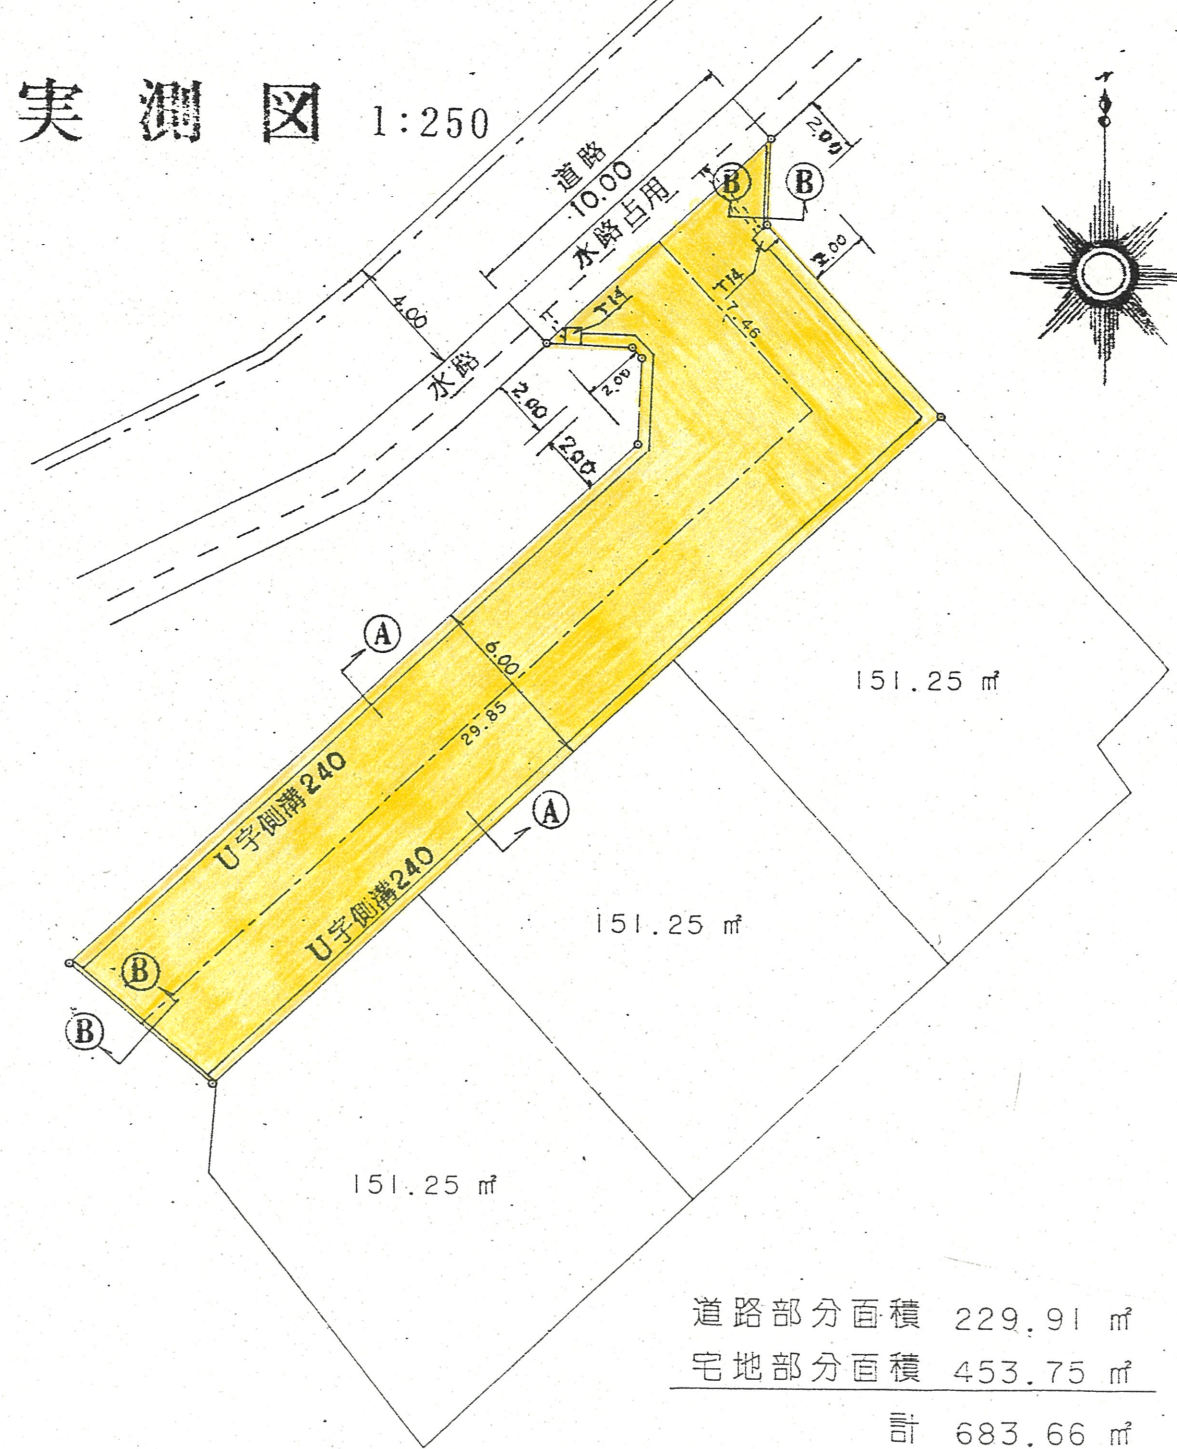 実測図 1:250
道路
10.00
水路占用
2.00
B
B
2.00
T14
7.46
T14
4.00
水路
2.00
2.00
2.00
A
6.00
29.85
151.25 ㎡
U字側溝240
A
U字側溝240
151.25 ㎡
B
B
151.25 ㎡
道路部分面積 229.91 ㎡
宅地部分面積 453.75 ㎡
計 683.66 ㎡